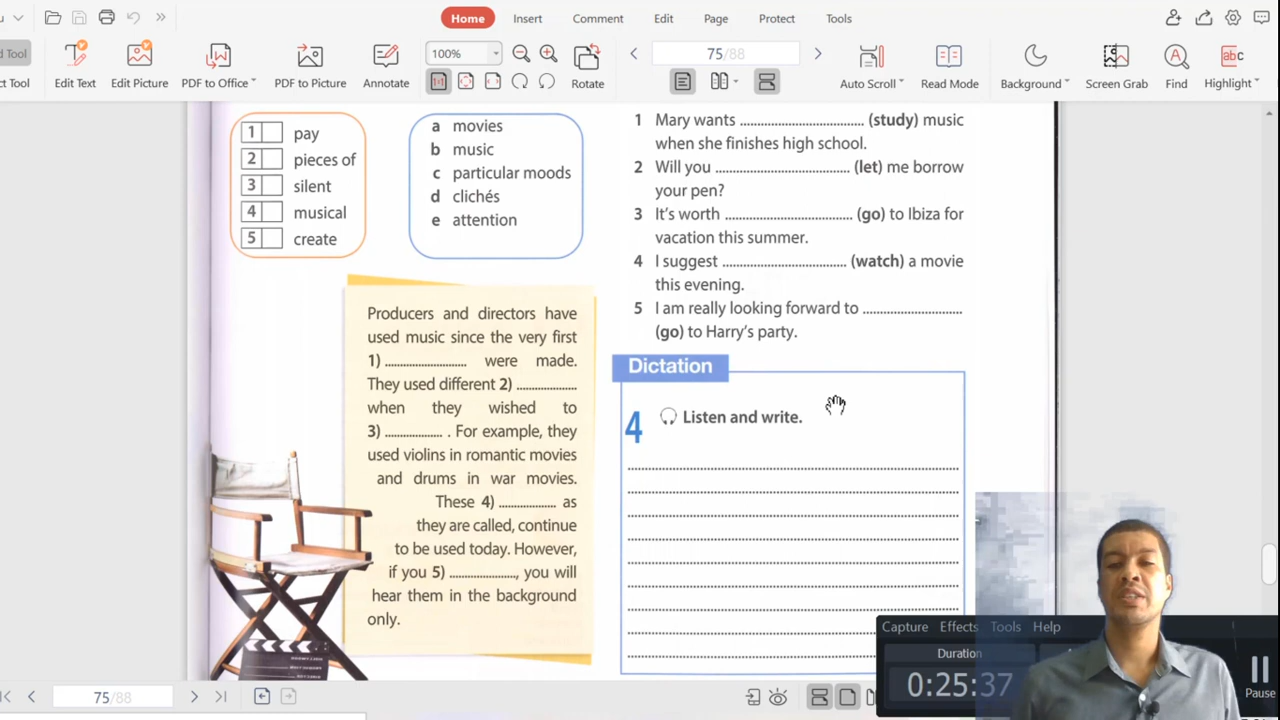 Home Insert Comment Edit Page Protect Tools
d Tool
ct Tool
Edit Text
Edit Picture
PDF to Office
PDF to Picture
Annotate
100%
Rotate
75/88
Auto Scroll
Read Mode
Background
Screen Grab
Find
Highlight
1 pay
2 pieces of
3 silent
4 musical
5 create
a movies
b music
c particular moods
d clichés
e attention
Producers and directors have
used music since the very first
1) .................... were made.
They used different 2) ...............
when they wished to
3) .............. . For example, they
used violins in romantic movies
and drums in war movies.
These 4) .............. as
they are called, continue
to be used today. However,
if you 5) ................., you will
hear them in the background
only.
1 Mary wants ............................... (study) music
when she finishes high school.
2 Will you .................................. (let) me borrow
your pen?
3 It's worth ................................ (go) to Ibiza for
vacation this summer.
4 I suggest ............................... (watch) a movie
this evening.
5 I am really looking forward to .........................
(go) to Harry's party.
Dictation
4 Listen and write.
75/88
Capture Effects Tools Help
Duration
0:25:37
Pause